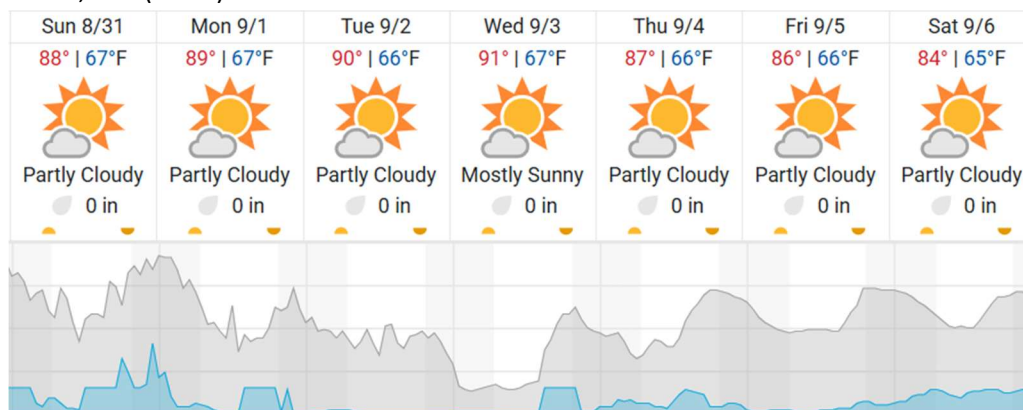 Sun 8/31 Mon 9/1 Tue 9/2 Wed 9/3 Thu 9/4 Fri 9/5 Sat 9/6
88° | 67°F 89° | 67°F 90° | 66°F 91° | 67°F 87° | 66°F 86° | 66°F 84° | 65°F
Partly Cloudy Partly Cloudy Partly Cloudy Mostly Sunny Partly Cloudy Partly Cloudy Partly Cloudy
0 in 0 in 0 in 0 in 0 in 0 in 0 in